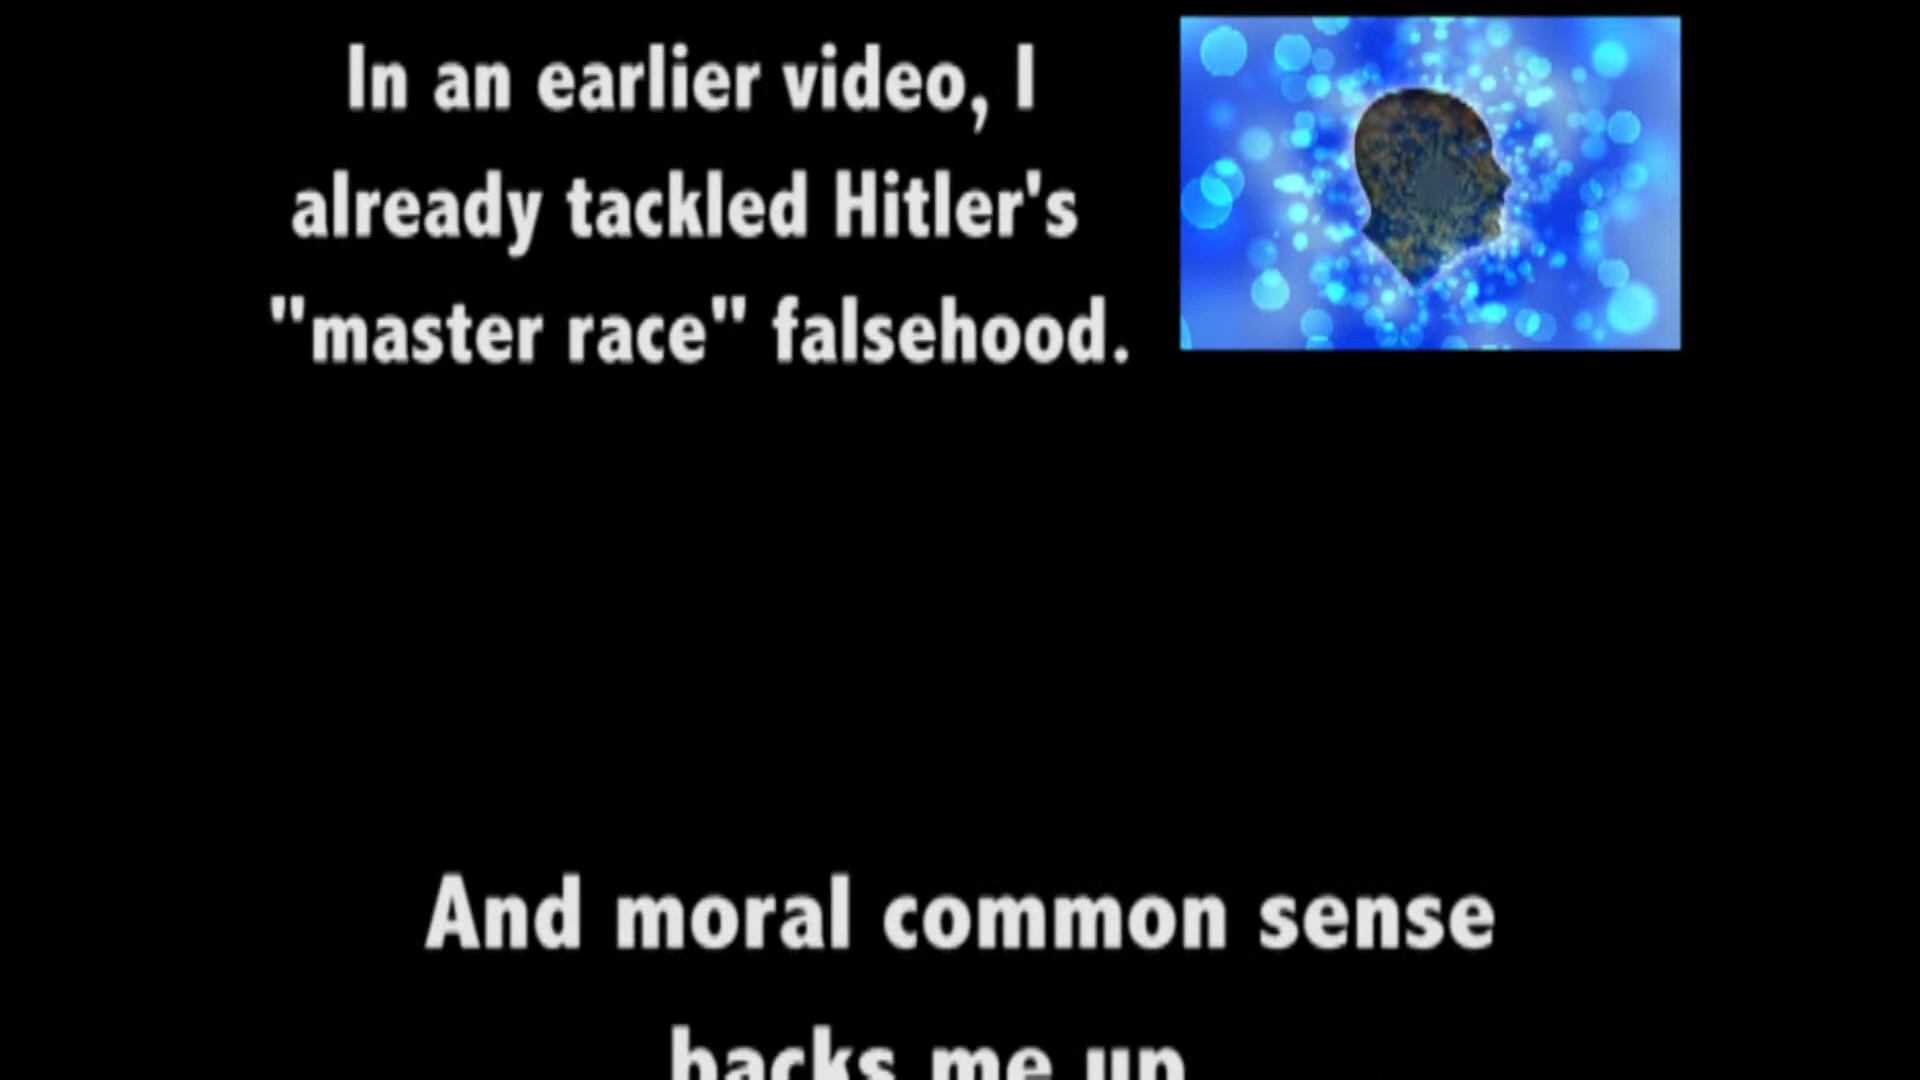 In an earlier video, I
already tackled Hitler's
"master race" falsehood.
And moral common sense
backs me up